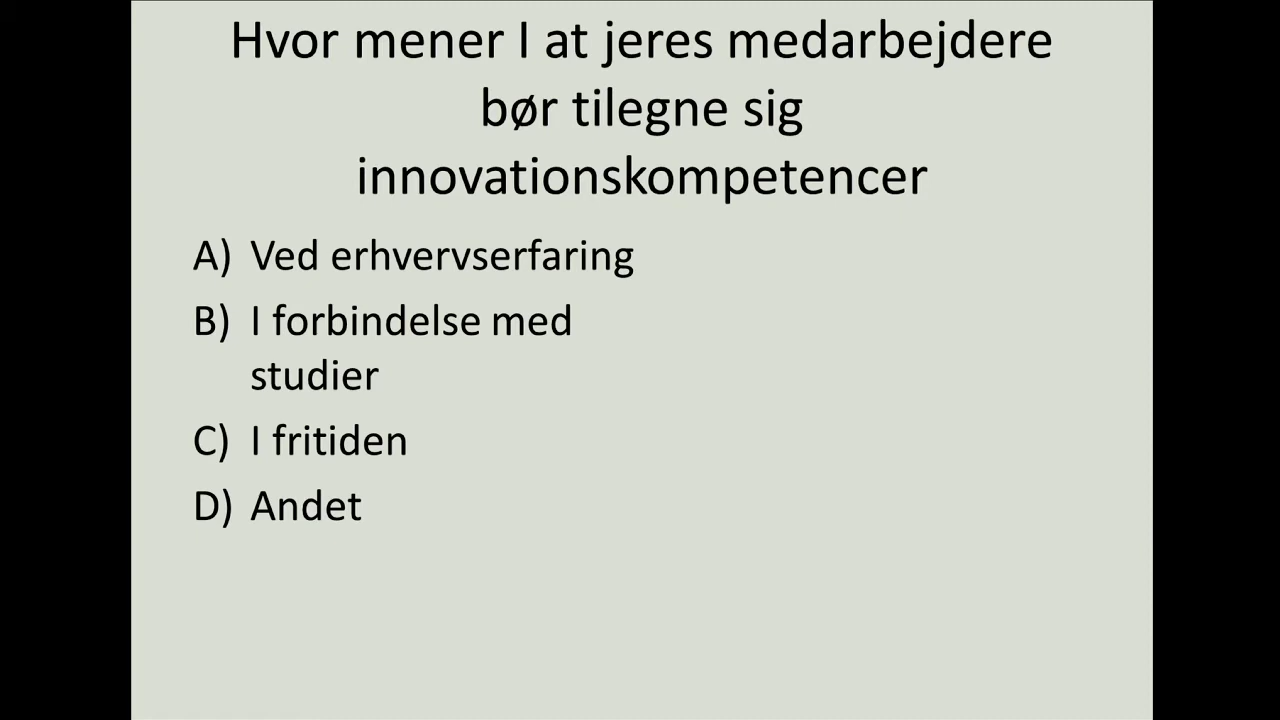 Hvor mener I at jeres medarbejdere
bør tilegne sig
innovationskompetencer
A) Ved erhvervserfaring
B) I forbindelse med
studier
C) I fritiden
D) Andet